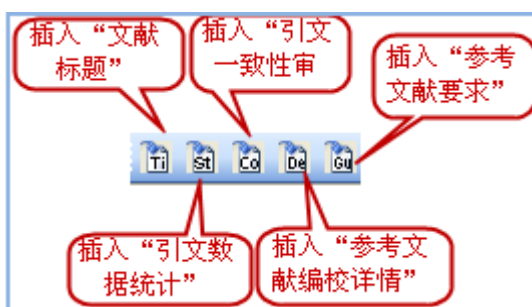 插入“文献
标题”
插入“引文
一致性审
插入“参考
文献要求”
Ti St Co De Gu
插入“引文数
据统计”
插入“参考文
献编校详情”